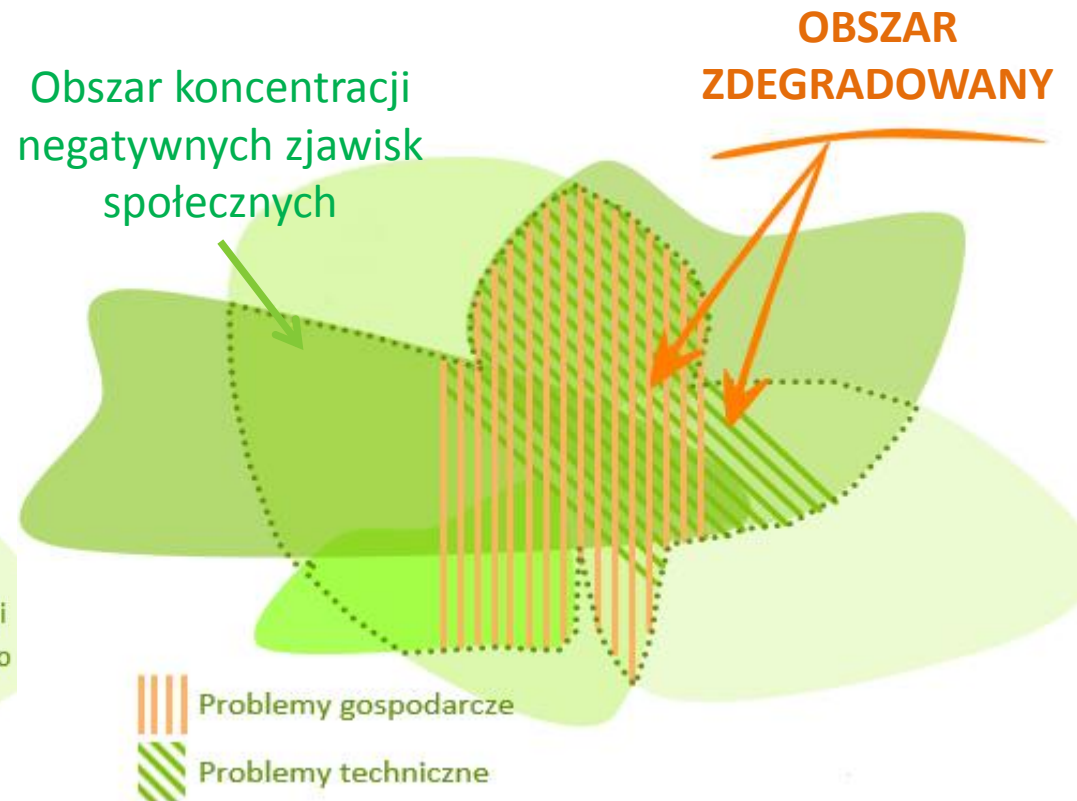 OBSZAR
ZDEGRADOWANY
Obszar koncentracji
negatywnych zjawisk
społecznych
i
o
Problemy gospodarcze
Problemy techniczne